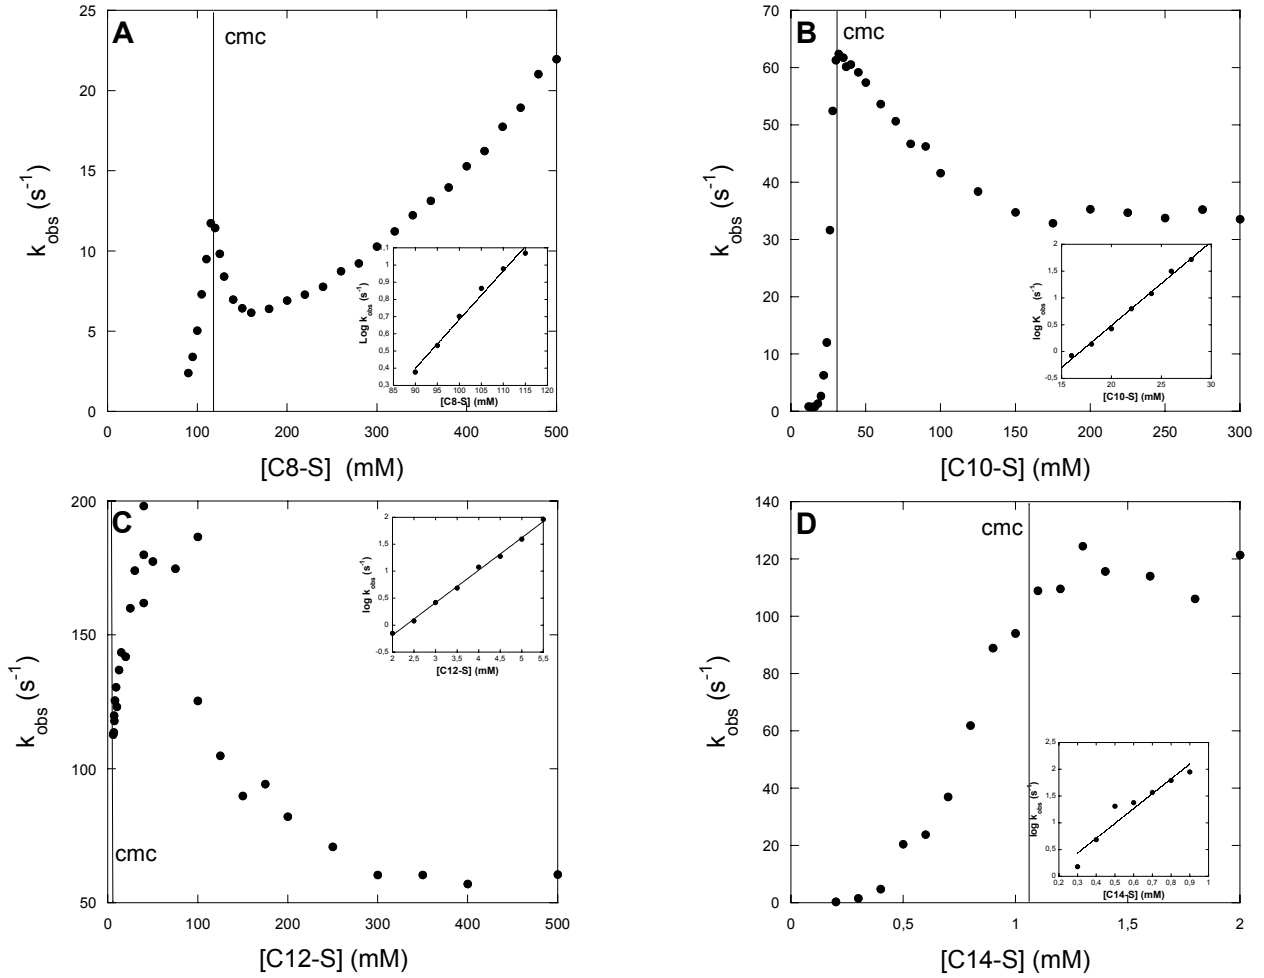 A
cmc
25
20
15
10
5
0
k_obs (s^-1)
0 100 200 300 400 500
[C8-S] (mM)
1,1
1
0,9
0,8
0,7
0,6
0,5
0,4
0,3
Log k_obs (s^-1)
85 90 95 100 105 110 115 120
[C8-S] (mM)
B
cmc
70
60
50
40
30
20
10
0
k_obs (s^-1)
0 50 100 150 200 250 300
[C10-S] (mM)
2
1,5
1
0,5
0
-0,5
log K_obs (s^-1)
15 20 25 30
[C10-S] (mM)
C
200
150
100
50
k_obs (s^-1)
cmc
0 100 200 300 400 500
[C12-S] (mM)
2
1,5
1
0,5
0
-0,5
log k_obs (s^-1)
2 2,5 3 3,5 4 4,5 5 5,5
[C12-S] (mM)
D
cmc
140
120
100
80
60
40
20
0
k_obs (s^-1)
0 0,5 1 1,5 2
[C14-S] (mM)
2,5
2
1,5
1
0,5
0
log k_obs (s^-1)
0,2 0,3 0,4 0,5 0,6 0,7 0,8 0,9 1
[C14-S] (mM)